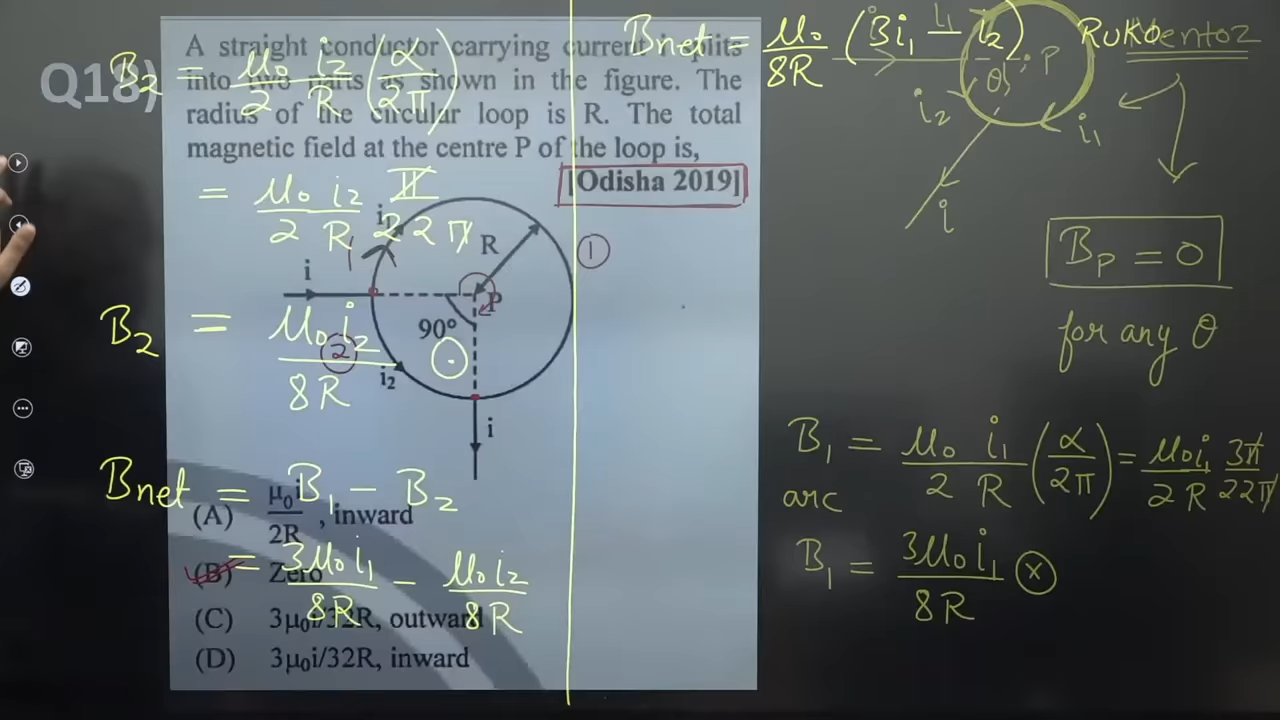 Q18)
A straight conductor carrying current i splits
into two parts as shown in the figure. The
radius of the circular loop is R. The total
magnetic field at the centre P of the loop is,
[Odisha 2019]
i₁
R
i
P
90°
i₂
i
1
2
(A) μ₀i/2R, inward
(B) Zero
(C) 3μ₀i/32R, outward
(D) 3μ₀i/32R, inward
B₂ = μ₀/2 i₂/R (α/2π)
= μ₀ i₂/2 R π/2 2π
B₂ = μ₀ i₂/8R
Bnet = B₁ − B₂
= 3μ₀ i₁/8R − μ₀ i₂/8R
Bnet = μ₀/8R (3i₁ − i₂)
P
θ
i₂
i₁
i
B_P = 0
for any θ
B₁ = μ₀/2 i₁/R (α/2π) = μ₀i₁/2R 3π/2 2π
arc
B₁ = 3μ₀ i₁/8R ⊗